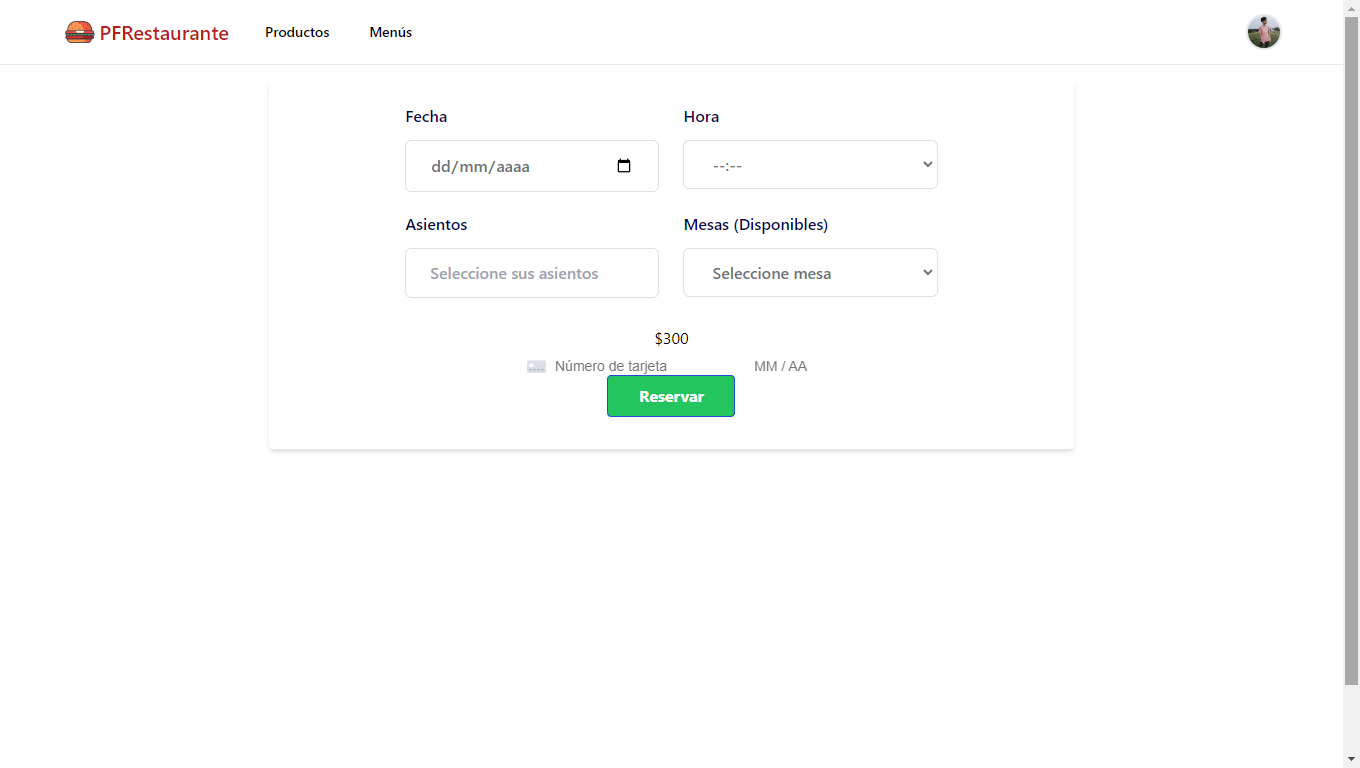 PFRestaurante Productos Menús
Fecha Hora
dd/mm/aaaa --:--
Asientos Mesas (Disponibles)
Seleccione sus asientos Seleccione mesa
$300
Número de tarjeta MM / AA
Reservar